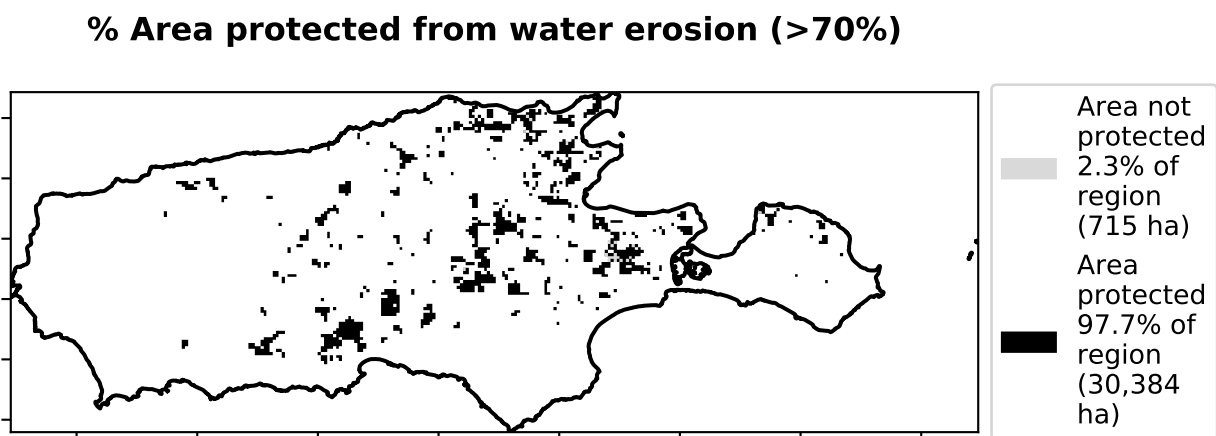 % Area protected from water erosion (>70%)
Area not
protected
2.3% of
region
(715 ha)
Area
protected
97.7% of
region
(30,384
ha)